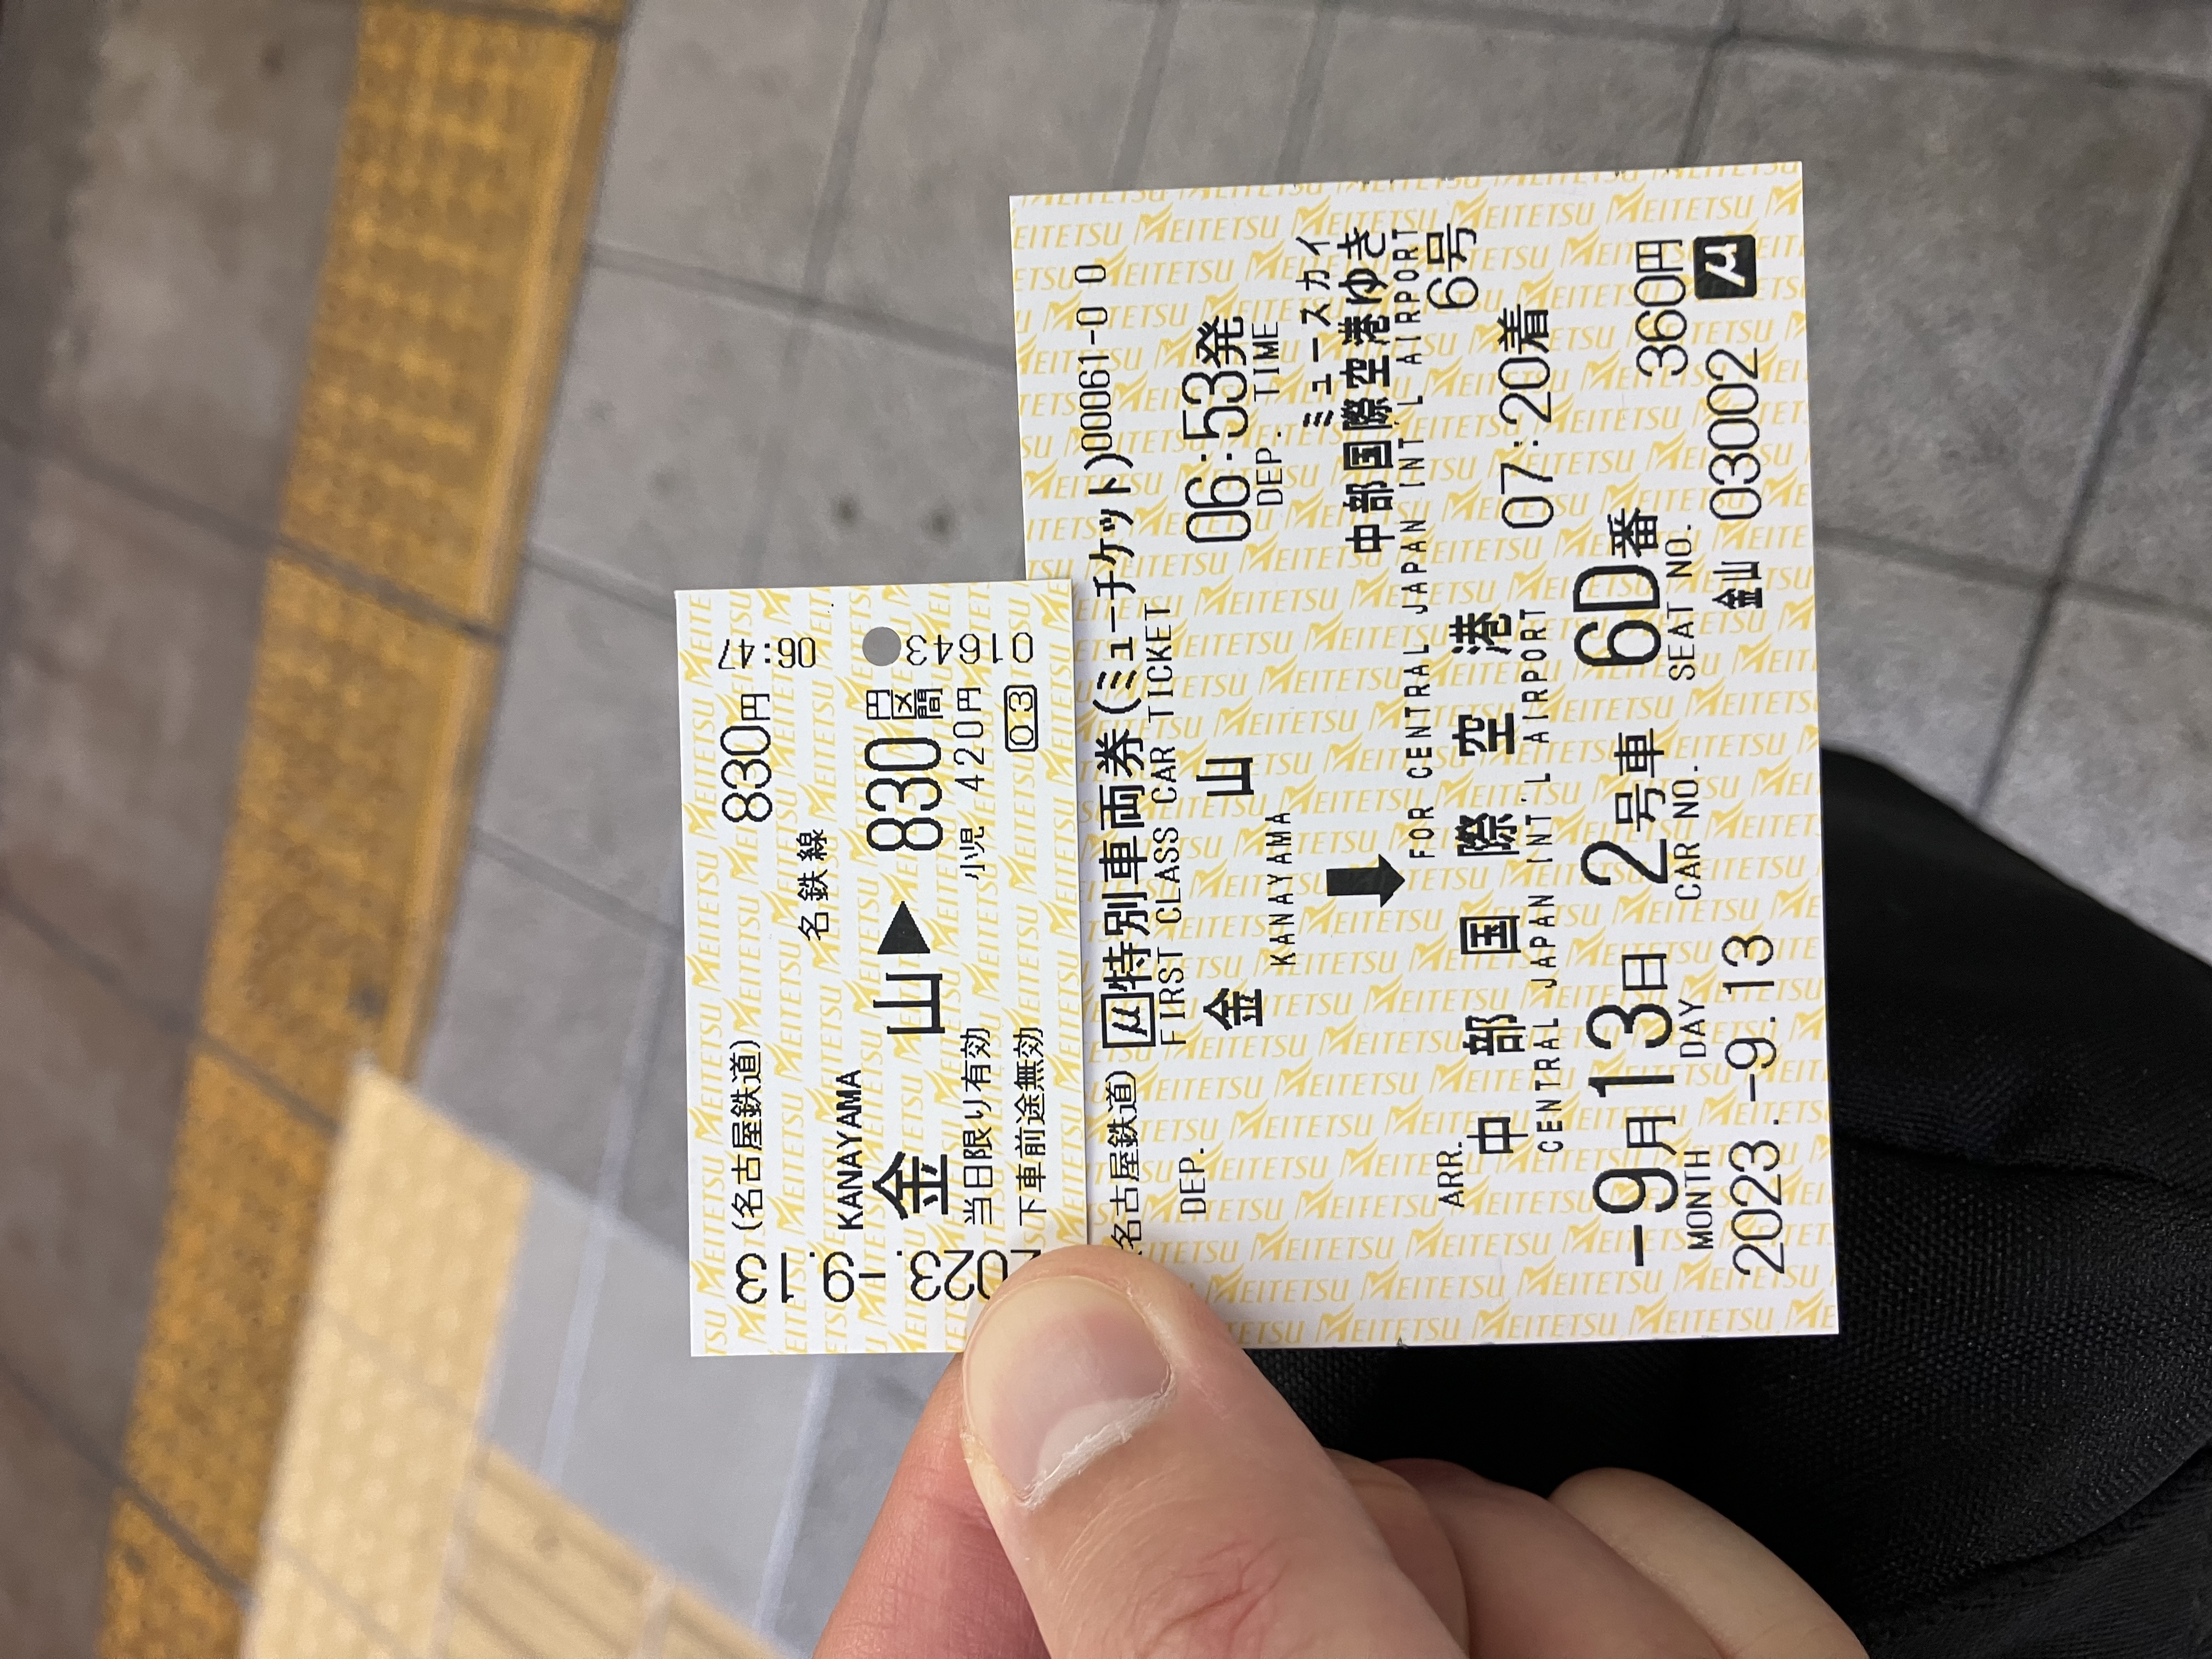 2023.-9.13
(名古屋鉄道) 830円
06:47
名鉄線
KANAYAMA
金 山▶830円区間
当日限り有効 小児 420円
下車前途無効 03
01643
(名古屋鉄道) μ特別車両券(ミューチケット)00061-0 0
FIRST CLASS CAR TICKET
DEP.
金 山 06:53発
KANAYAMA DEP. TIME
ミュースカイ
中部国際空港ゆき
FOR CENTRAL JAPAN INT'L AIRPORT
ARR. 6号
中部国際空港 07:20着
CENTRAL JAPAN INT'L AIRPORT
-9月13日 2号車 6D番 360円
MONTH DAY CAR NO. SEAT NO.
2023.-9.13 金山 03002 μ